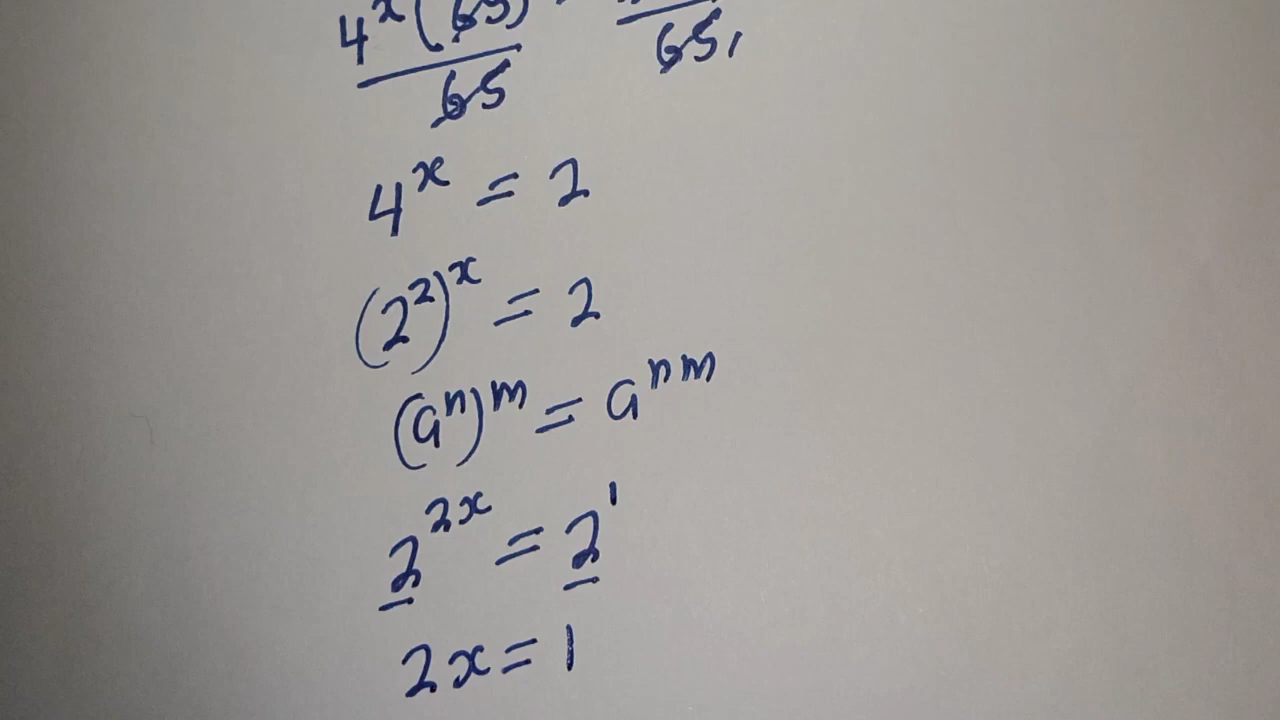 4^x(65)
65 65,
4^x = 2
(2^2)^x = 2
(a^n)^m = a^nm
2^2x = 2^1
2x = 1